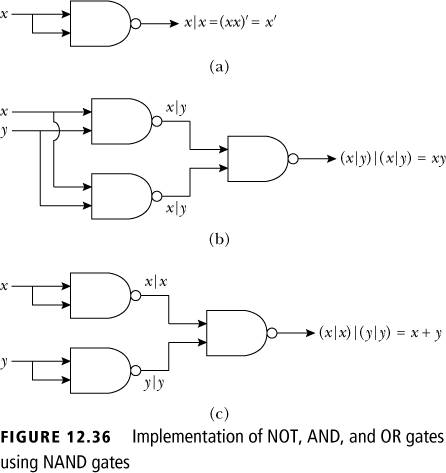 x
x|x = (xx)′ = x′
(a)
x
y
x|y
x|y
(x|y)|(x|y) = xy
(b)
x
x|x
y
y|y
(x|x)|(y|y) = x + y
(c)
FIGURE 12.36 Implementation of NOT, AND, and OR gates
using NAND gates